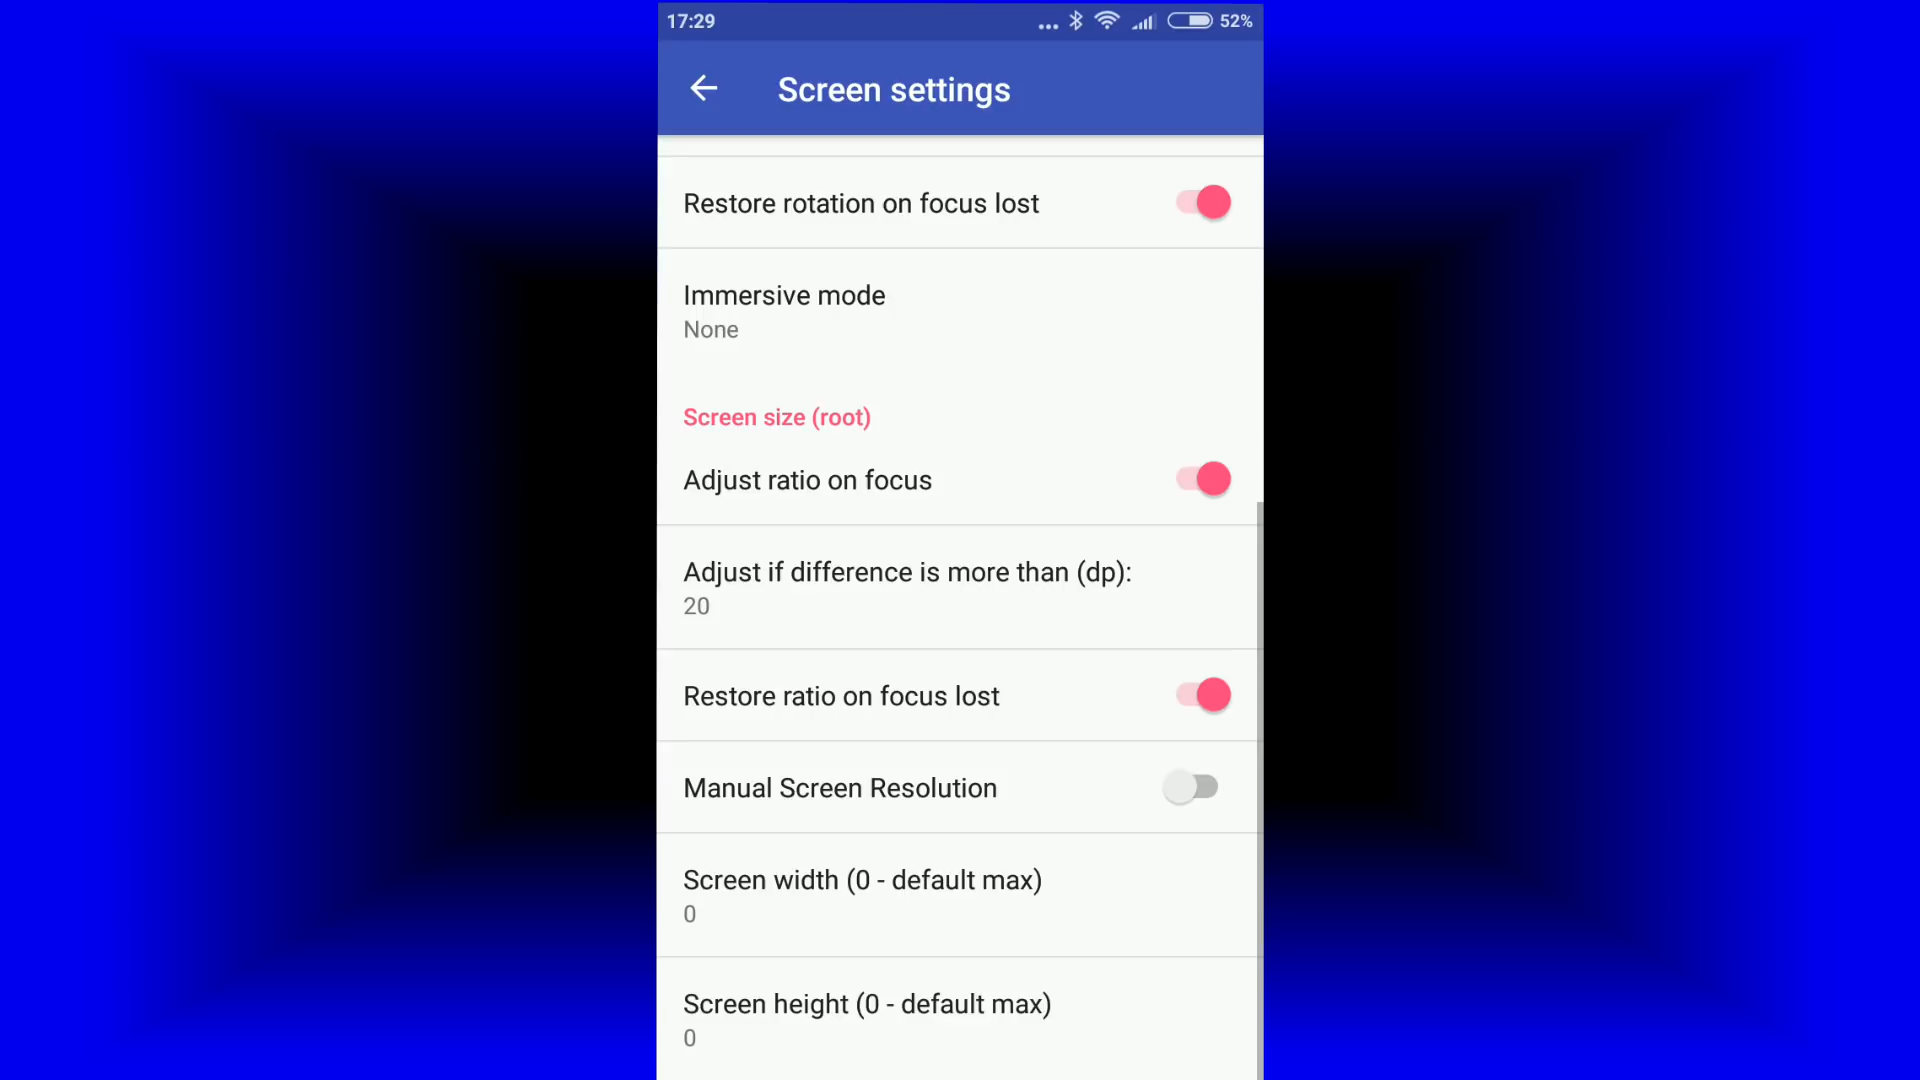 17:29
52%
Screen settings
Restore rotation on focus lost
Immersive mode
None
Screen size (root)
Adjust ratio on focus
Adjust if difference is more than (dp):
20
Restore ratio on focus lost
Manual Screen Resolution
Screen width (0 - default max)
0
Screen height (0 - default max)
0